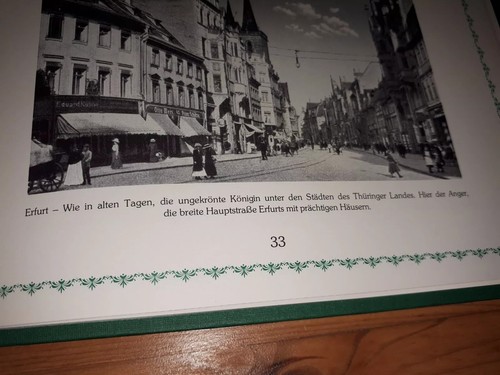 Erfurt – Wie in alten Tagen, die ungekrönte Königin unter den Städten des Thüringer Landes. Hier der Anger,
die breite Hauptstraße Erfurts mit prächtigen Häusern.
33